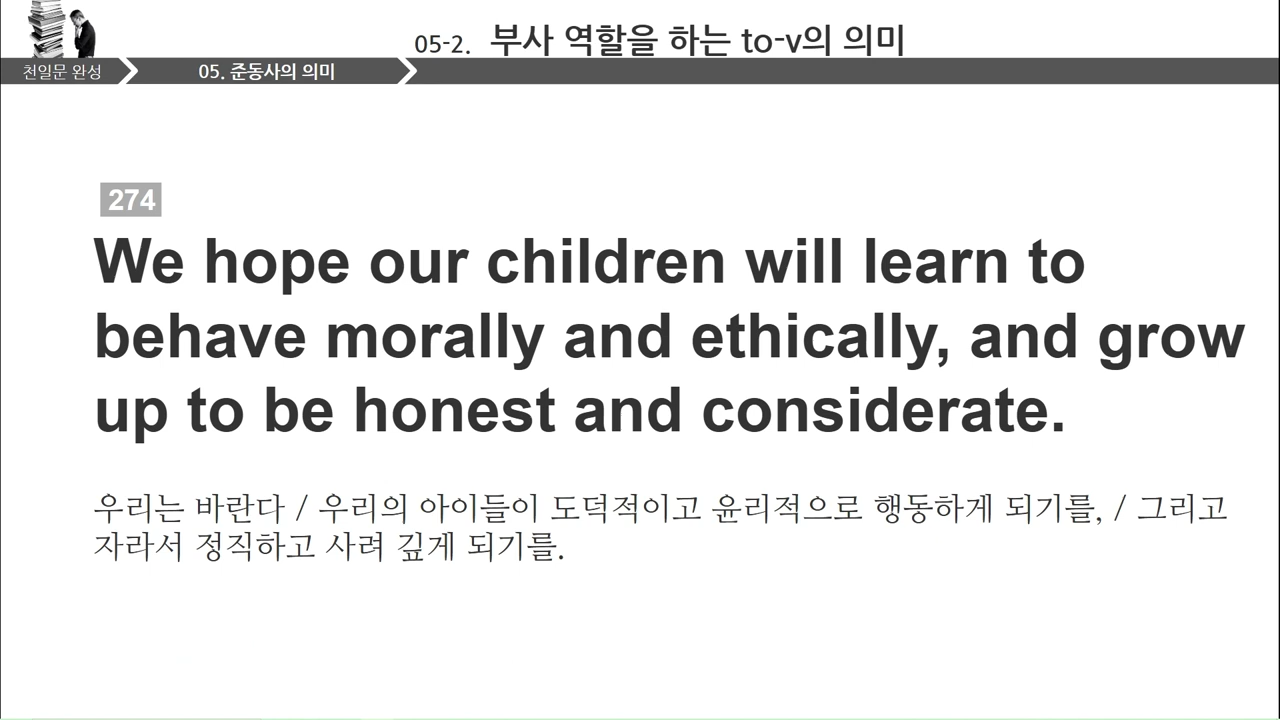 05-2. 부사 역할을 하는 to-v의 의미
천일문 완성 05. 준동사의 의미
274
We hope our children will learn to
behave morally and ethically, and grow
up to be honest and considerate.
우리는 바란다 / 우리의 아이들이 도덕적이고 윤리적으로 행동하게 되기를, / 그리고
자라서 정직하고 사려 깊게 되기를.